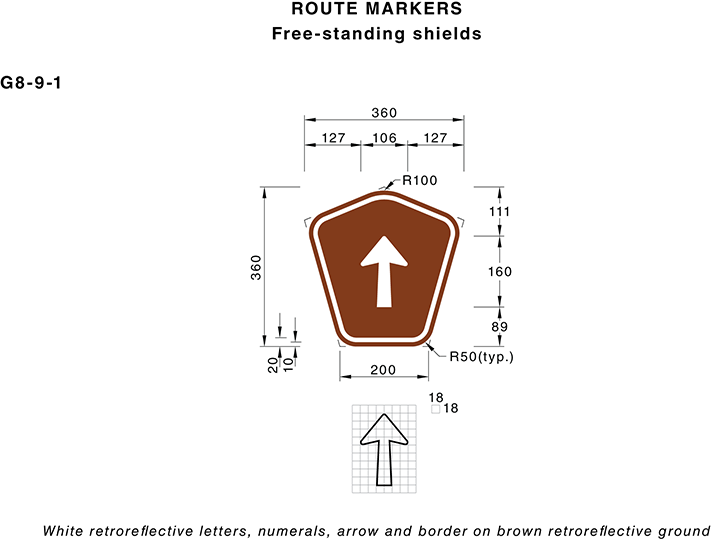 ROUTE MARKERS
Free-standing shields
G8-9-1
360
127 106 127
R100
111
360
160
89
20
10
R50(typ.)
200
18
18
White retroreflective letters, numerals, arrow and border on brown retroreflective ground